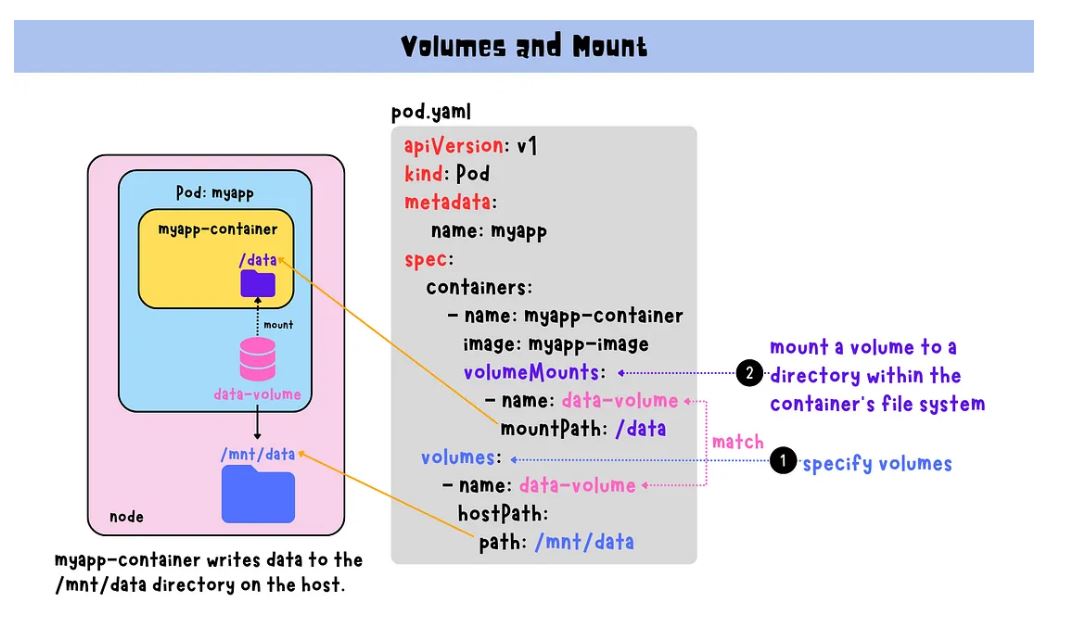 Volumes and Mount
Pod: myapp
myapp-container
/data
mount
data-volume
/mnt/data
node
myapp-container writes data to the
/mnt/data directory on the host.
pod.yaml
apiVersion: v1
kind: Pod
metadata:
name: myapp
spec:
containers:
- name: myapp-container
image: myapp-image
volumeMounts:
- name: data-volume
mountPath: /data
volumes:
- name: data-volume
hostPath:
path: /mnt/data
2
mount a volume to a
directory within the
container's file system
match
1
specify volumes